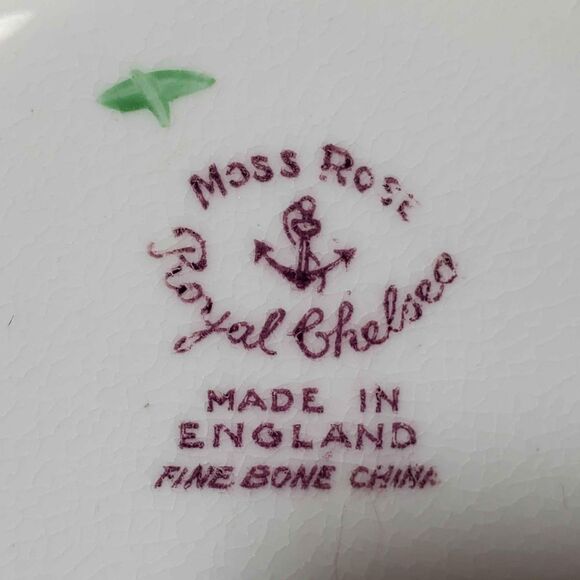 Moss Rose
Royal Chelsea
MADE IN
ENGLAND
FINE BONE CHINA